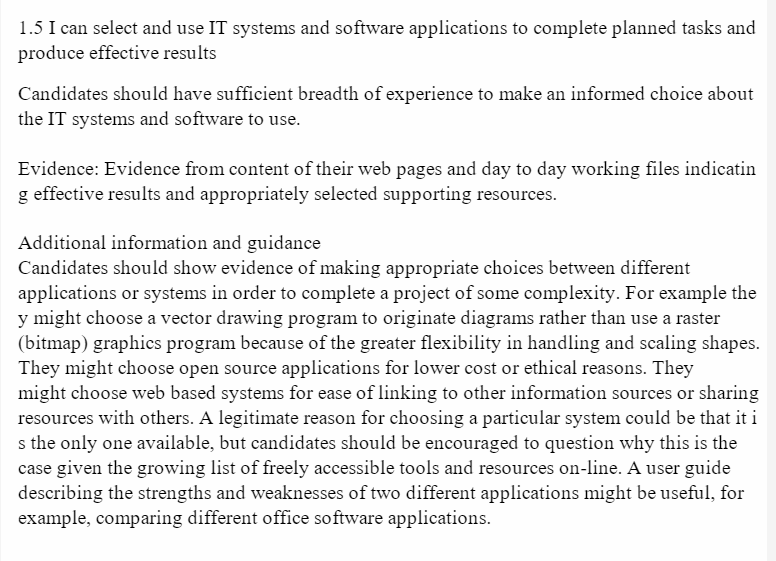 1.5 I can select and use IT systems and software applications to complete planned tasks and
produce effective results
Candidates should have sufficient breadth of experience to make an informed choice about
the IT systems and software to use.
Evidence: Evidence from content of their web pages and day to day working files indicatin
g effective results and appropriately selected supporting resources.
Additional information and guidance
Candidates should show evidence of making appropriate choices between different
applications or systems in order to complete a project of some complexity. For example the
y might choose a vector drawing program to originate diagrams rather than use a raster
(bitmap) graphics program because of the greater flexibility in handling and scaling shapes.
They might choose open source applications for lower cost or ethical reasons. They
might choose web based systems for ease of linking to other information sources or sharing
resources with others. A legitimate reason for choosing a particular system could be that it i
s the only one available, but candidates should be encouraged to question why this is the
case given the growing list of freely accessible tools and resources on-line. A user guide
describing the strengths and weaknesses of two different applications might be useful, for
example, comparing different office software applications.